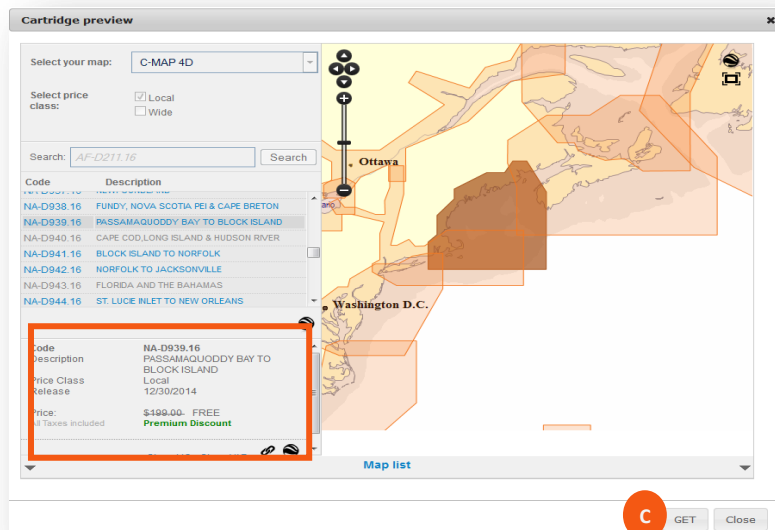 Cartridge preview
Select your map: C-MAP 4D
Select price class: Local
Wide
Search: AF-D211.16 Search
Code Description
NA-D938.16 FUNDY, NOVA SCOTIA PEI & CAPE BRETON
NA-D939.16 PASSAMAQUODDY BAY TO BLOCK ISLAND
NA-D940.16 CAPE COD,LONG ISLAND & HUDSON RIVER
NA-D941.16 BLOCK ISLAND TO NORFOLK
NA-D942.16 NORFOLK TO JACKSONVILLE
NA-D943.16 FLORIDA AND THE BAHAMAS
NA-D944.16 ST. LUCIE INLET TO NEW ORLEANS
Code NA-D939.16
Description PASSAMAQUODDY BAY TO
BLOCK ISLAND
Price Class Local
Release 12/30/2014
Price: $199.00 FREE
All Taxes included Premium Discount
Ottawa
Washington D.C.
Map list
C GET Close